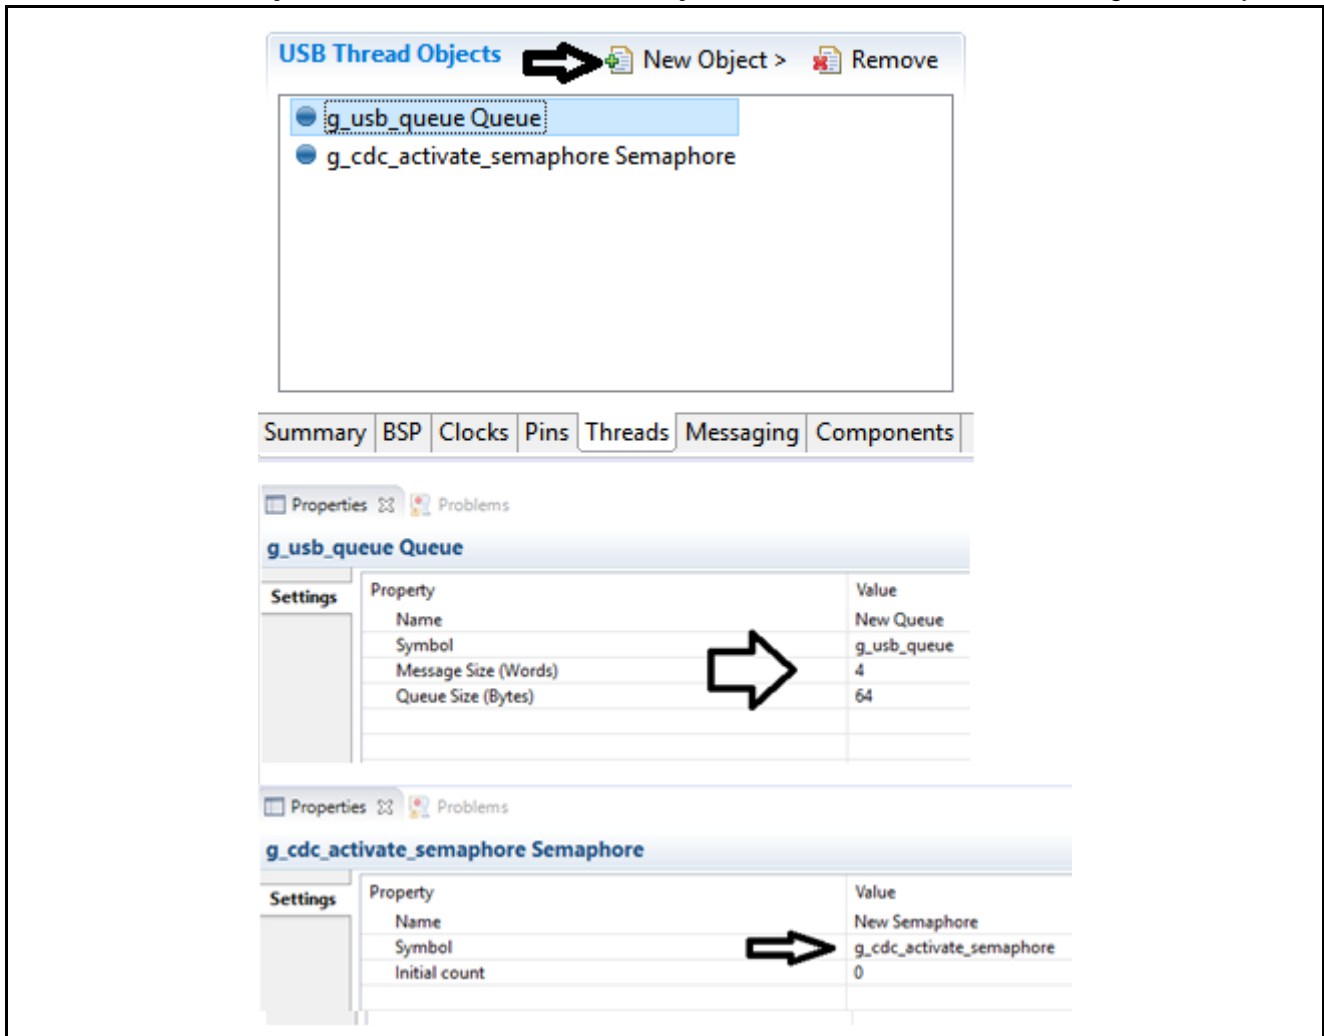 USB Thread Objects New Object > Remove
g_usb_queue Queue
g_cdc_activate_semaphore Semaphore
Summary BSP Clocks Pins Threads Messaging Components
Properties Problems
g_usb_queue Queue
Settings Property Value
Name New Queue
Symbol g_usb_queue
Message Size (Words) 4
Queue Size (Bytes) 64
Properties Problems
g_cdc_activate_semaphore Semaphore
Settings Property Value
Name New Semaphore
Symbol g_cdc_activate_semaphore
Initial count 0